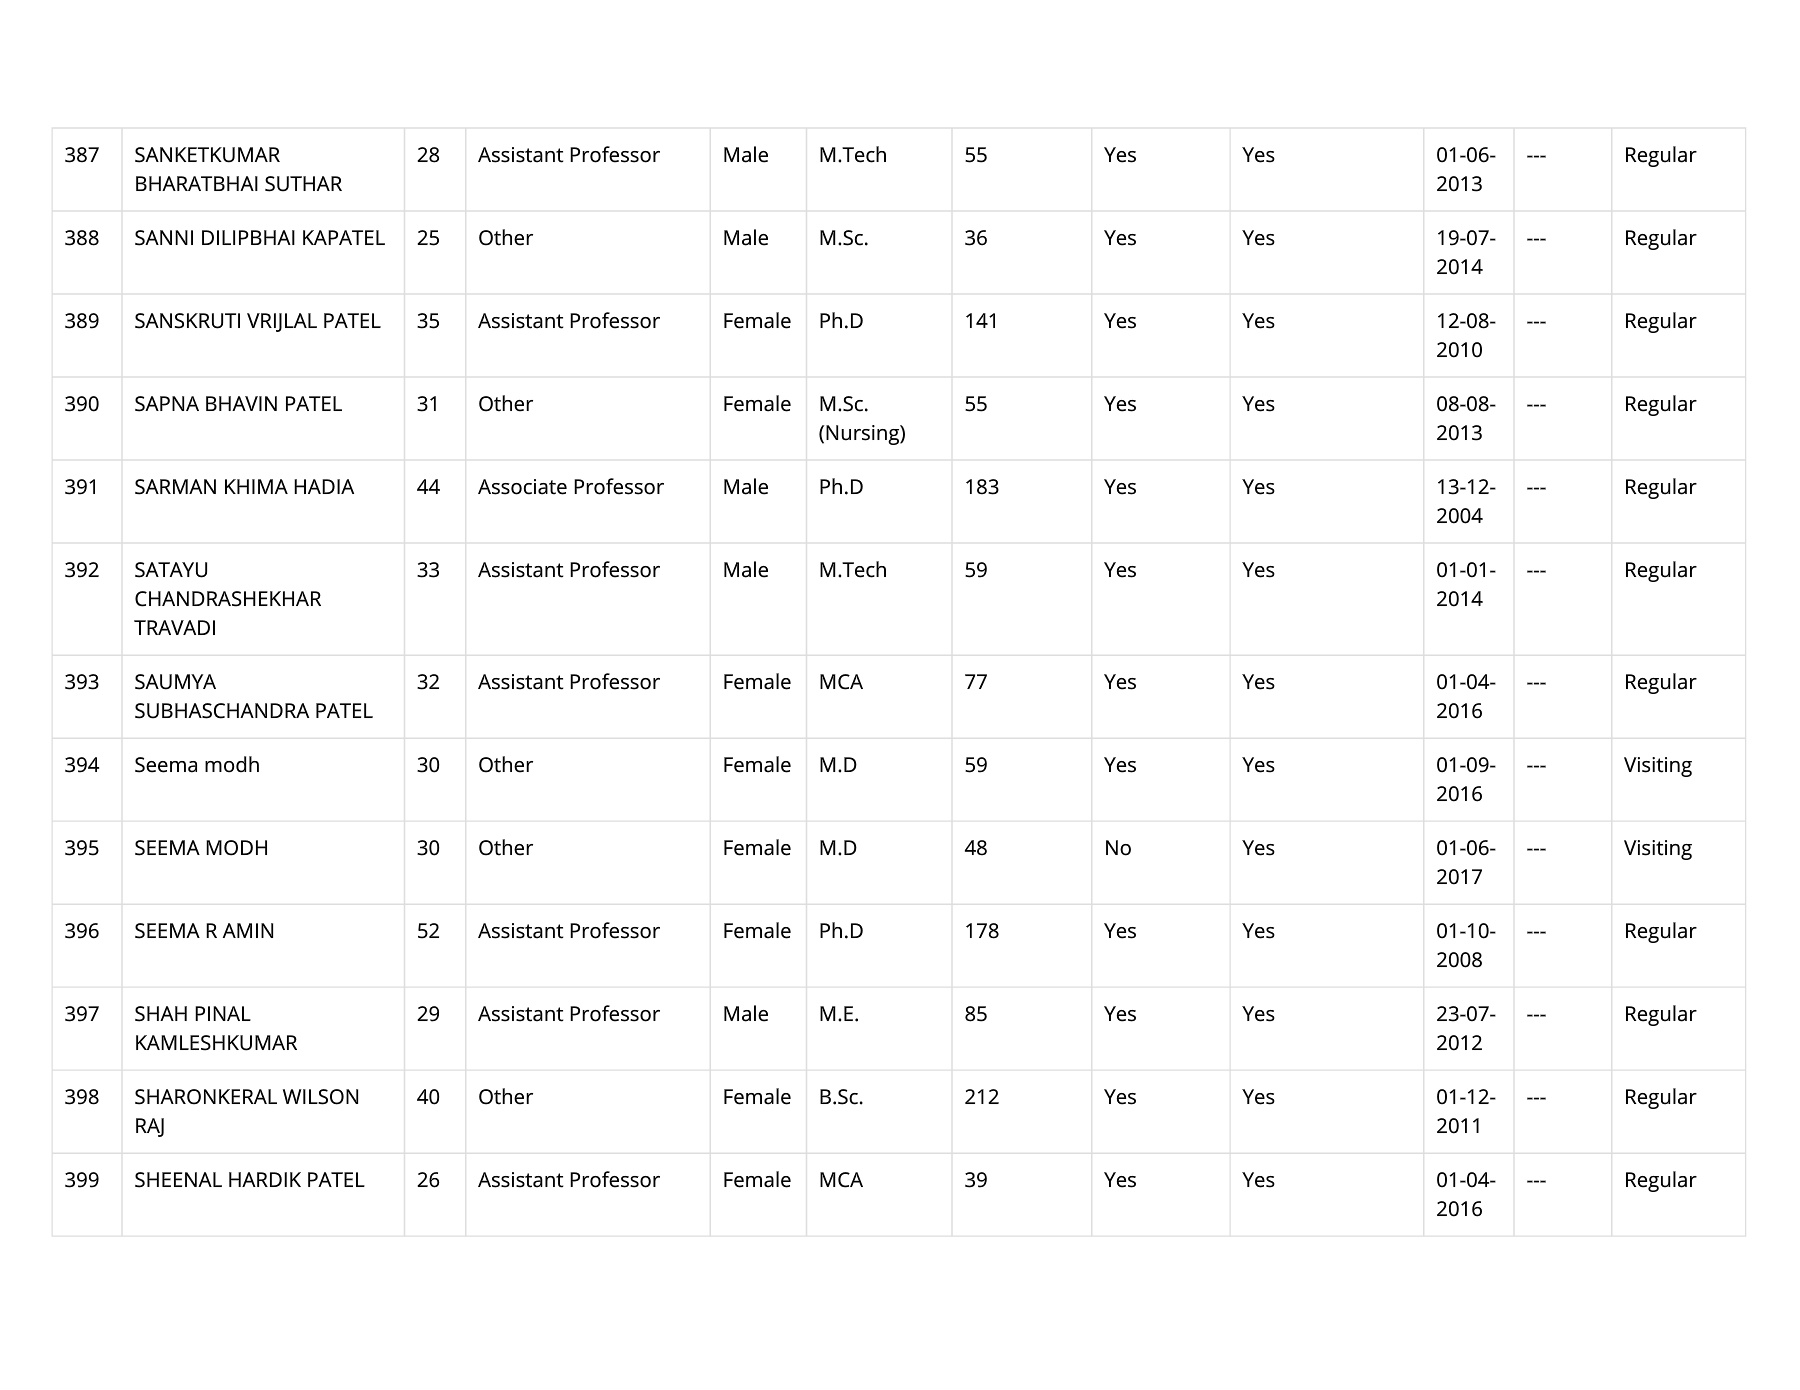 387 SANKETKUMAR 28 Assistant Professor Male M.Tech 55 Yes Yes 01-06- --- Regular
BHARATBHAI SUTHAR 2013
388 SANNI DILIPBHAI KAPATEL 25 Other Male M.Sc. 36 Yes Yes 19-07- --- Regular
2014
389 SANSKRUTI VRIJLAL PATEL 35 Assistant Professor Female Ph.D 141 Yes Yes 12-08- --- Regular
2010
390 SAPNA BHAVIN PATEL 31 Other Female M.Sc. 55 Yes Yes 08-08- --- Regular
(Nursing) 2013
391 SARMAN KHIMA HADIA 44 Associate Professor Male Ph.D 183 Yes Yes 13-12- --- Regular
2004
392 SATAYU 33 Assistant Professor Male M.Tech 59 Yes Yes 01-01- --- Regular
CHANDRASHEKHAR 2014
TRAVADI
393 SAUMYA 32 Assistant Professor Female MCA 77 Yes Yes 01-04- --- Regular
SUBHASCHANDRA PATEL 2016
394 Seema modh 30 Other Female M.D 59 Yes Yes 01-09- --- Visiting
2016
395 SEEMA MODH 30 Other Female M.D 48 No Yes 01-06- --- Visiting
2017
396 SEEMA R AMIN 52 Assistant Professor Female Ph.D 178 Yes Yes 01-10- --- Regular
2008
397 SHAH PINAL 29 Assistant Professor Male M.E. 85 Yes Yes 23-07- --- Regular
KAMLESHKUMAR 2012
398 SHARONKERAL WILSON 40 Other Female B.Sc. 212 Yes Yes 01-12- --- Regular
RAJ 2011
399 SHEENAL HARDIK PATEL 26 Assistant Professor Female MCA 39 Yes Yes 01-04- --- Regular
2016